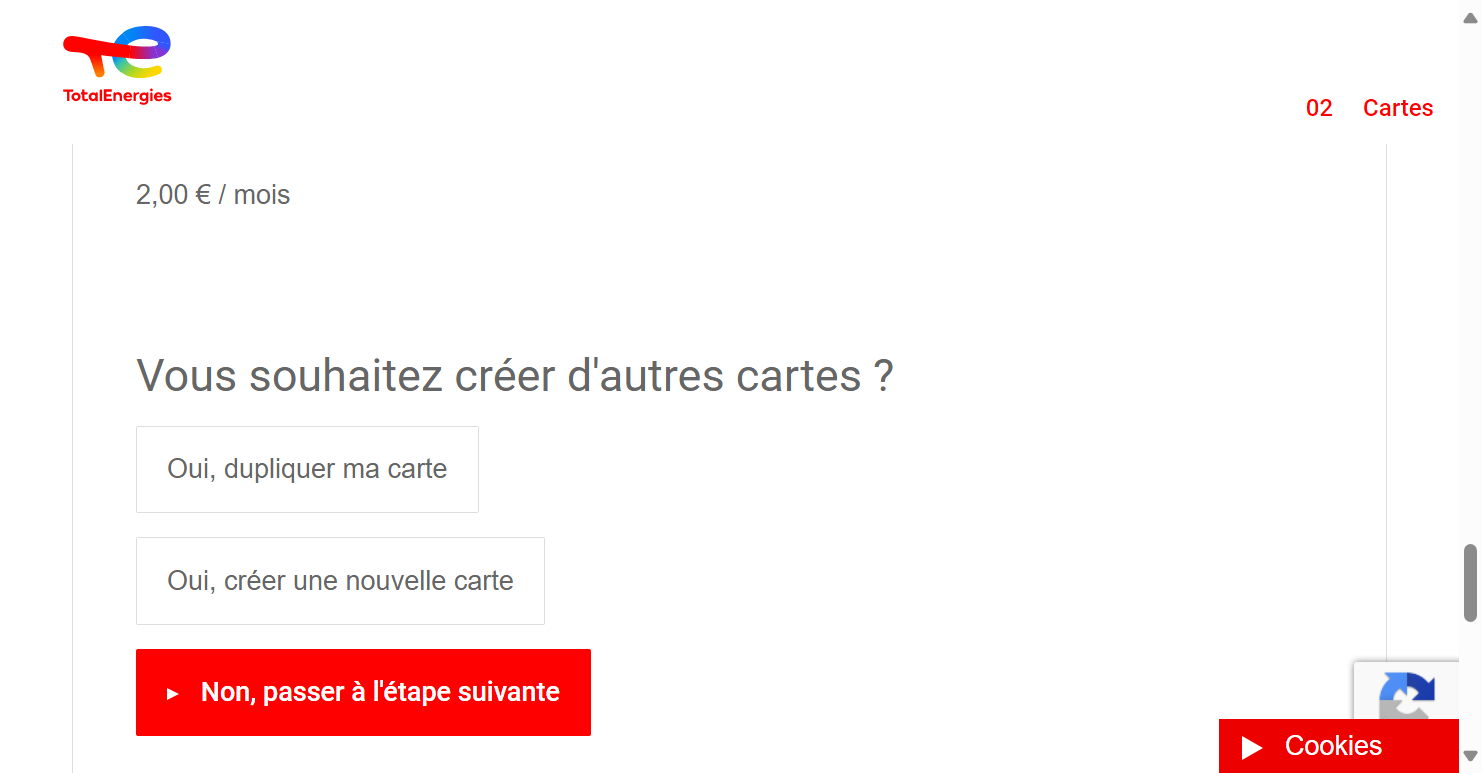 TotalEnergies
02 Cartes
2,00 € / mois
Vous souhaitez créer d'autres cartes ?
Oui, dupliquer ma carte
Oui, créer une nouvelle carte
Non, passer à l'étape suivante
Cookies